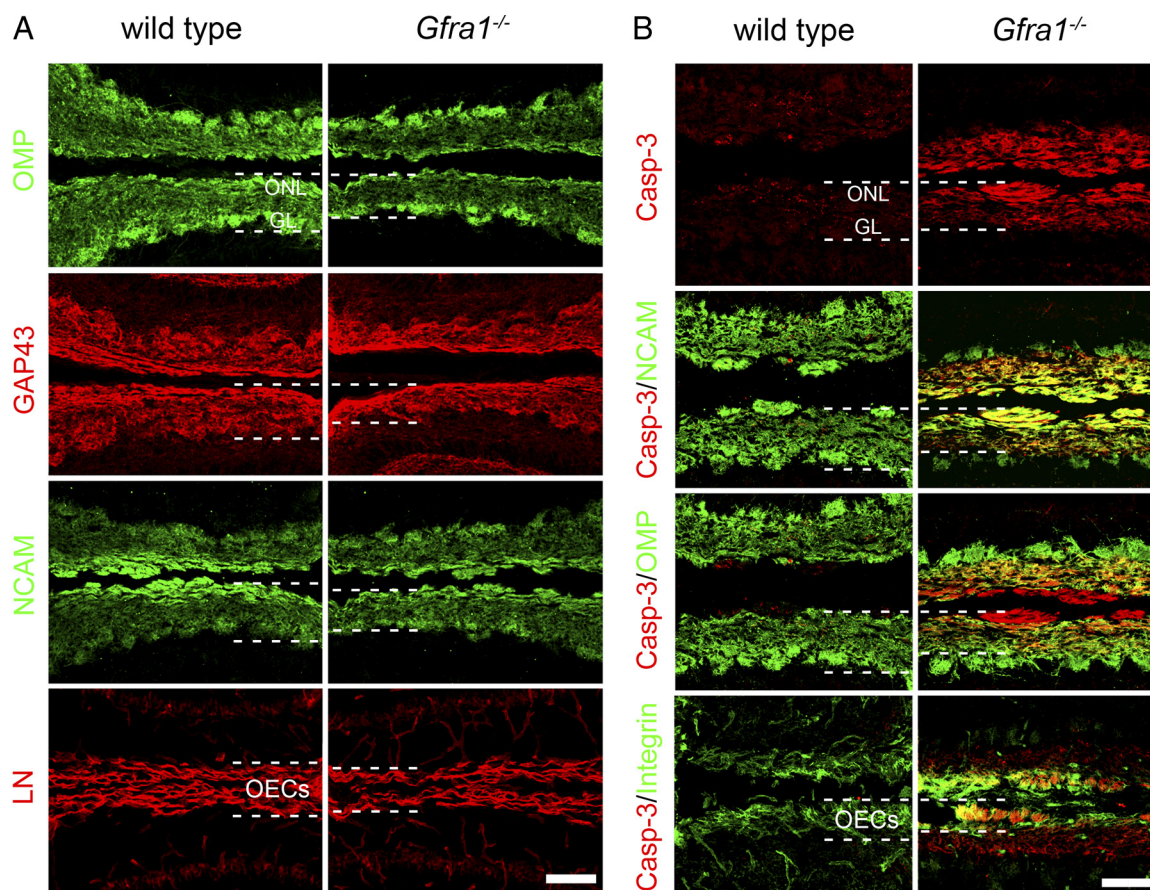 A
wild type
Gfra1-/-
B
wild type
Gfra1-/-
OMP
ONL
GL
GAP43
NCAM
LN
OECs
Casp-3
ONL
GL
Casp-3/NCAM
Casp-3/OMP
Casp-3/Integrin
OECs